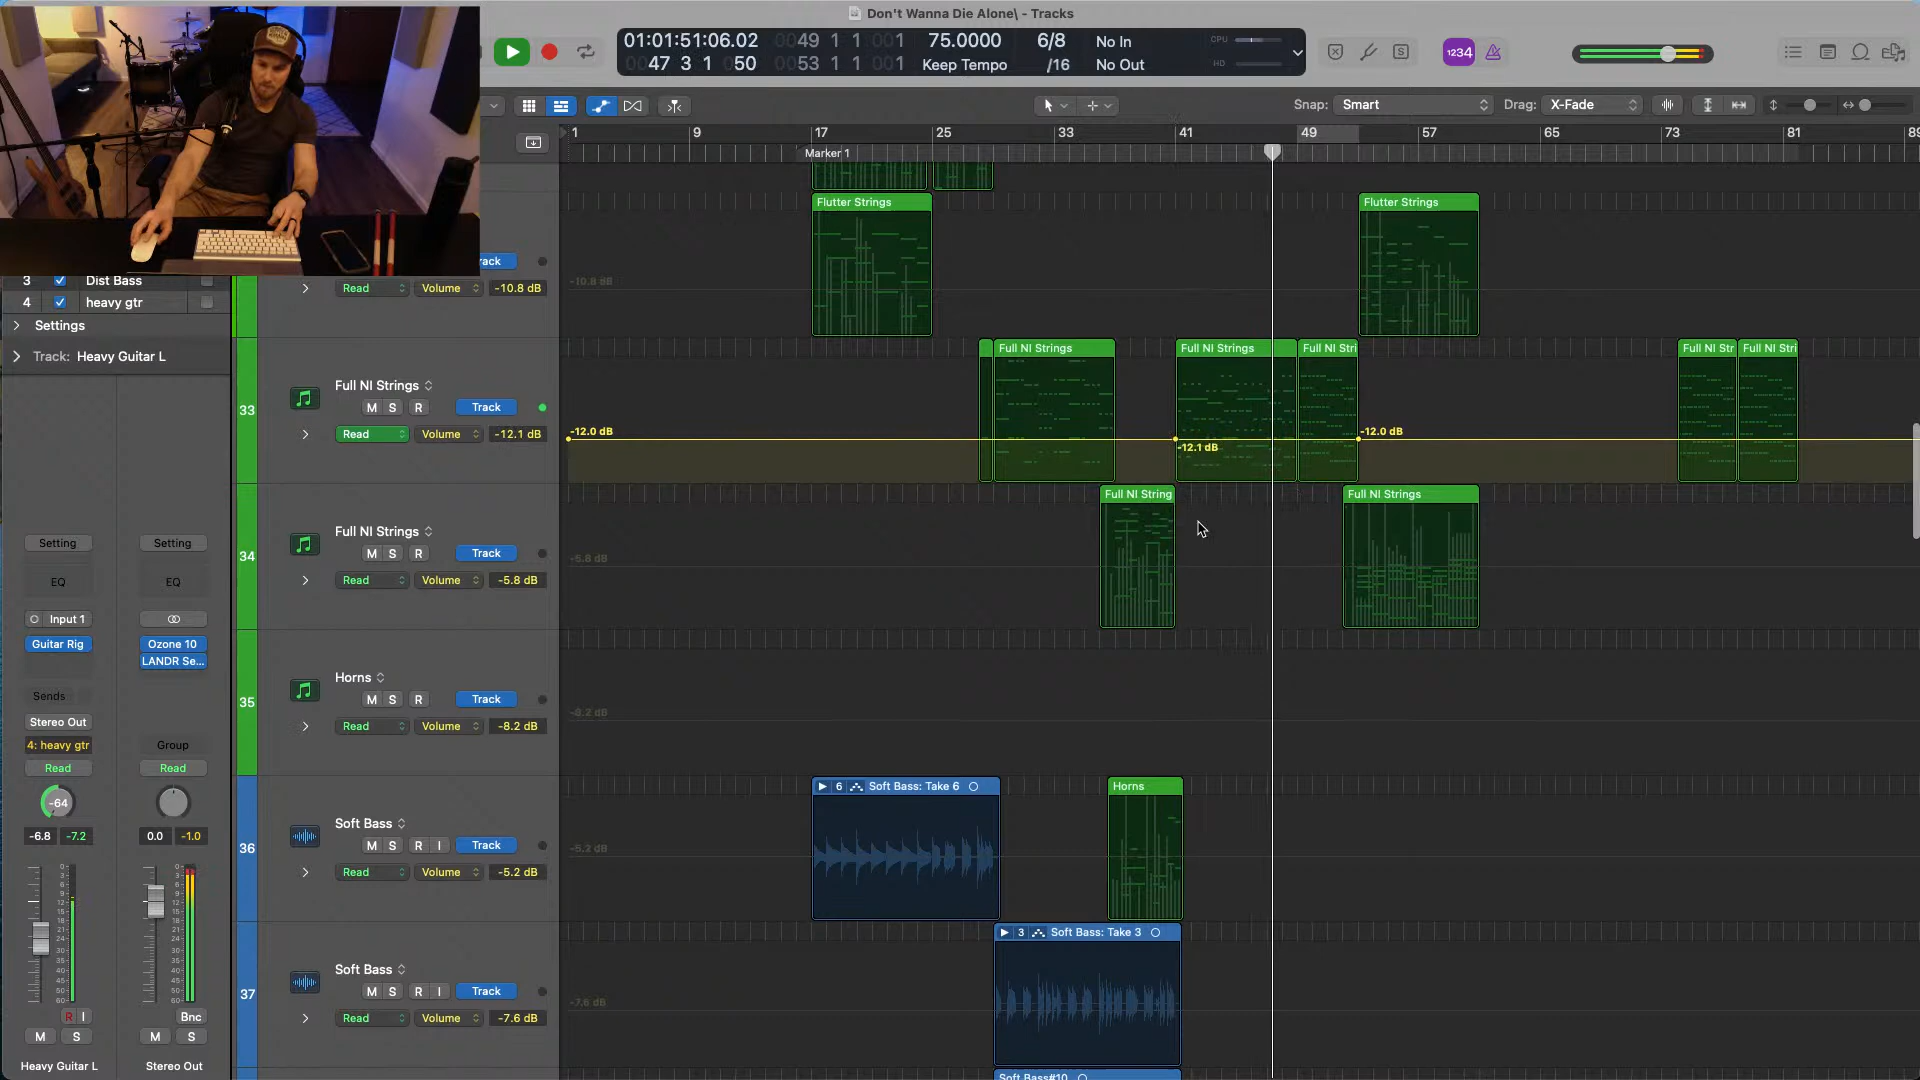 Don't Wanna Die Alone\ - Tracks
01:01:51:06.02 0049 1 1 001 75.0000 6/8 No In
0047 3 1 050 0053 1 1 001 Keep Tempo /16 No Out
CPU
HD
1234
Snap: Smart Drag: X-Fade
1 9 17 25 33 41 49 57 65 73 81 89
Marker 1
Flutter Strings Flutter Strings
3 Dist Bass
4 heavy gtr
Settings
Track: Heavy Guitar L
Read Volume -10.8 dB -10.8 dB
Full NI Strings Full NI Strings Full NI Stri Full NI Str Full NI Stri
33 Full NI Strings
M S R Track
Read Volume -12.1 dB
-12.0 dB -12.1 dB -12.0 dB
Full NI String Full NI Strings
34 Full NI Strings
M S R Track
Read Volume -5.8 dB -5.8 dB
35 Horns
M S R Track
Read Volume -8.2 dB -8.2 dB
Soft Bass: Take 6 Horns
6
36 Soft Bass
M S R I Track
Read Volume -5.2 dB -5.2 dB
3 Soft Bass: Take 3
37 Soft Bass
M S R I Track
Read Volume -7.6 dB -7.6 dB
Soft Bass#10
Setting Setting
EQ EQ
Input 1
Guitar Rig Ozone 10
LANDR Se...
Sends
Stereo Out
4: heavy gtr Group
Read Read
-64
-6.8 -7.2 0.0 -1.0
R I Bnc
M S M S
Heavy Guitar L Stereo Out